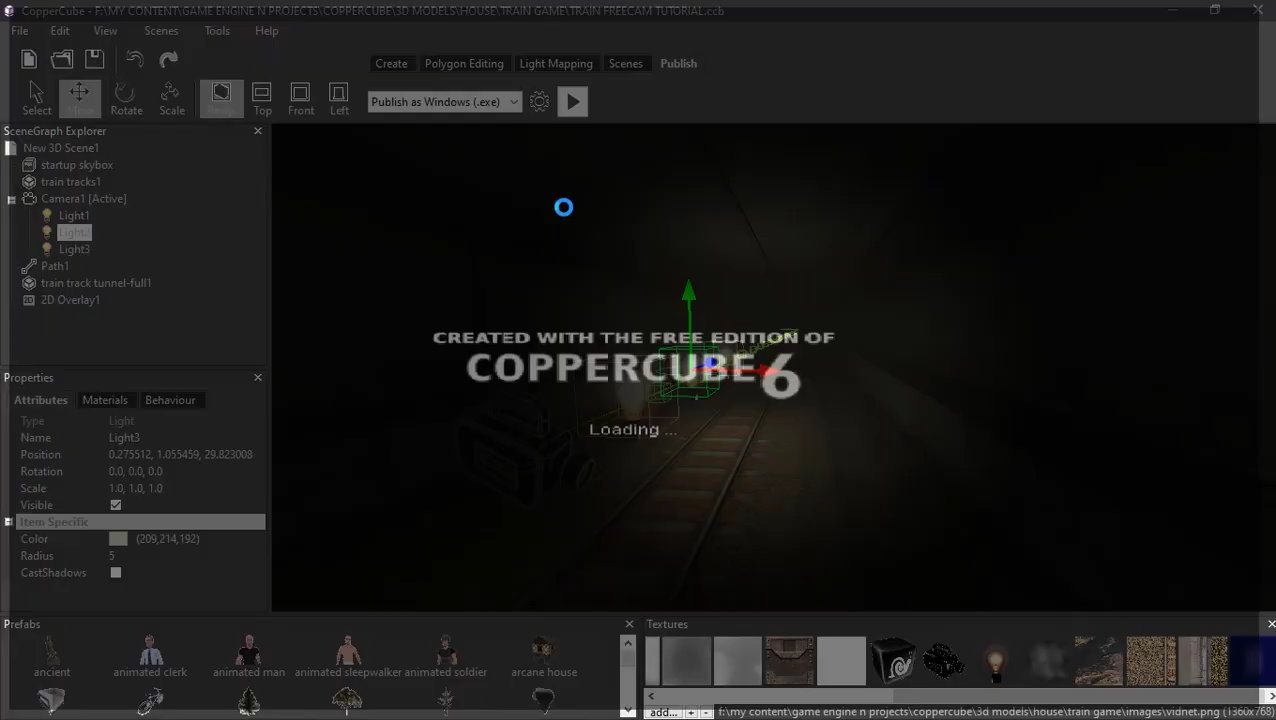 CopperCube - F:\MY CONTENT\GAME ENGINE N PROJECTS\COPPERCUBE\3D MODELS\HOUSE\TRAIN GAME\TRAIN FREECAM TUTORIAL.ccb
File Edit View Scenes Tools Help
Create Polygon Editing Light Mapping Scenes Publish
Select Move Rotate Scale Persp. Top Front Left
Publish as Windows (.exe)
SceneGraph Explorer
New 3D Scene1
startup skybox
train tracks1
Camera1 [Active]
Light1
Light3
Path1
train track tunnel-full1
2D Overlay1
CREATED WITH THE FREE EDITION OF
COPPERCUBE 6
Loading ...
Properties
Attributes Materials Behaviour
Type Light
Name Light3
Position 0.275512, 1.055459, 29.823008
Rotation 0.0, 0.0, 0.0
Scale 1.0, 1.0, 1.0
Visible
Item Specific
Color (209,214,192)
Radius 5
CastShadows
Prefabs
ancient animated clerk animated man animated sleepwalker animated soldier arcane house
Textures
add... + -
f:\my content\game engine n projects\coppercube\3d models\house\train game\images\vidnet.png (1360x768)